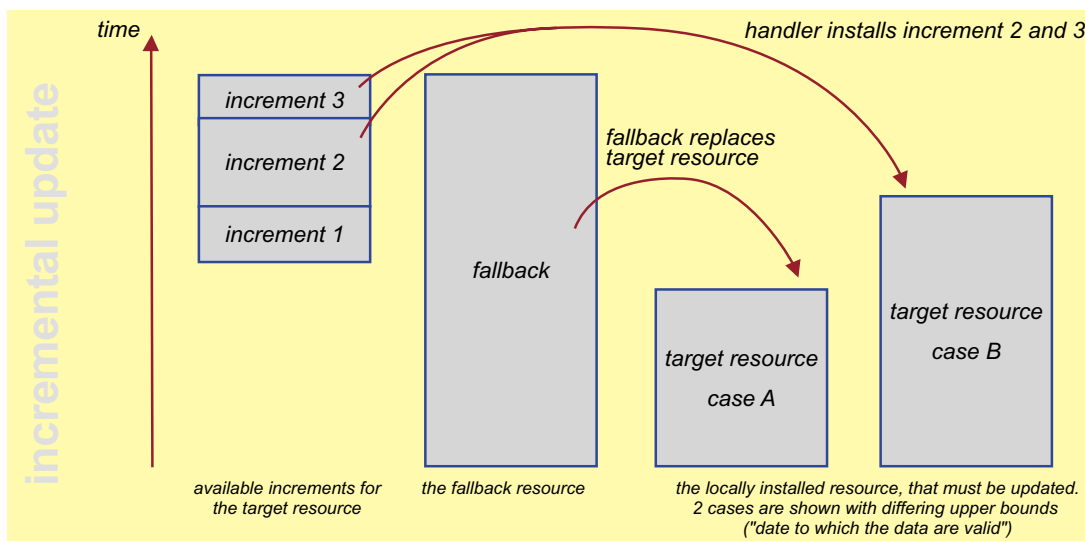 time
handler installs increment 2 and 3
incremental update
increment 3
increment 2
increment 1
fallback
fallback replaces
target resource
target resource
case A
target resource
case B
available increments for
the target resource
the fallback resource
the locally installed resource, that must be updated.
2 cases are shown with differing upper bounds
("date to which the data are valid")